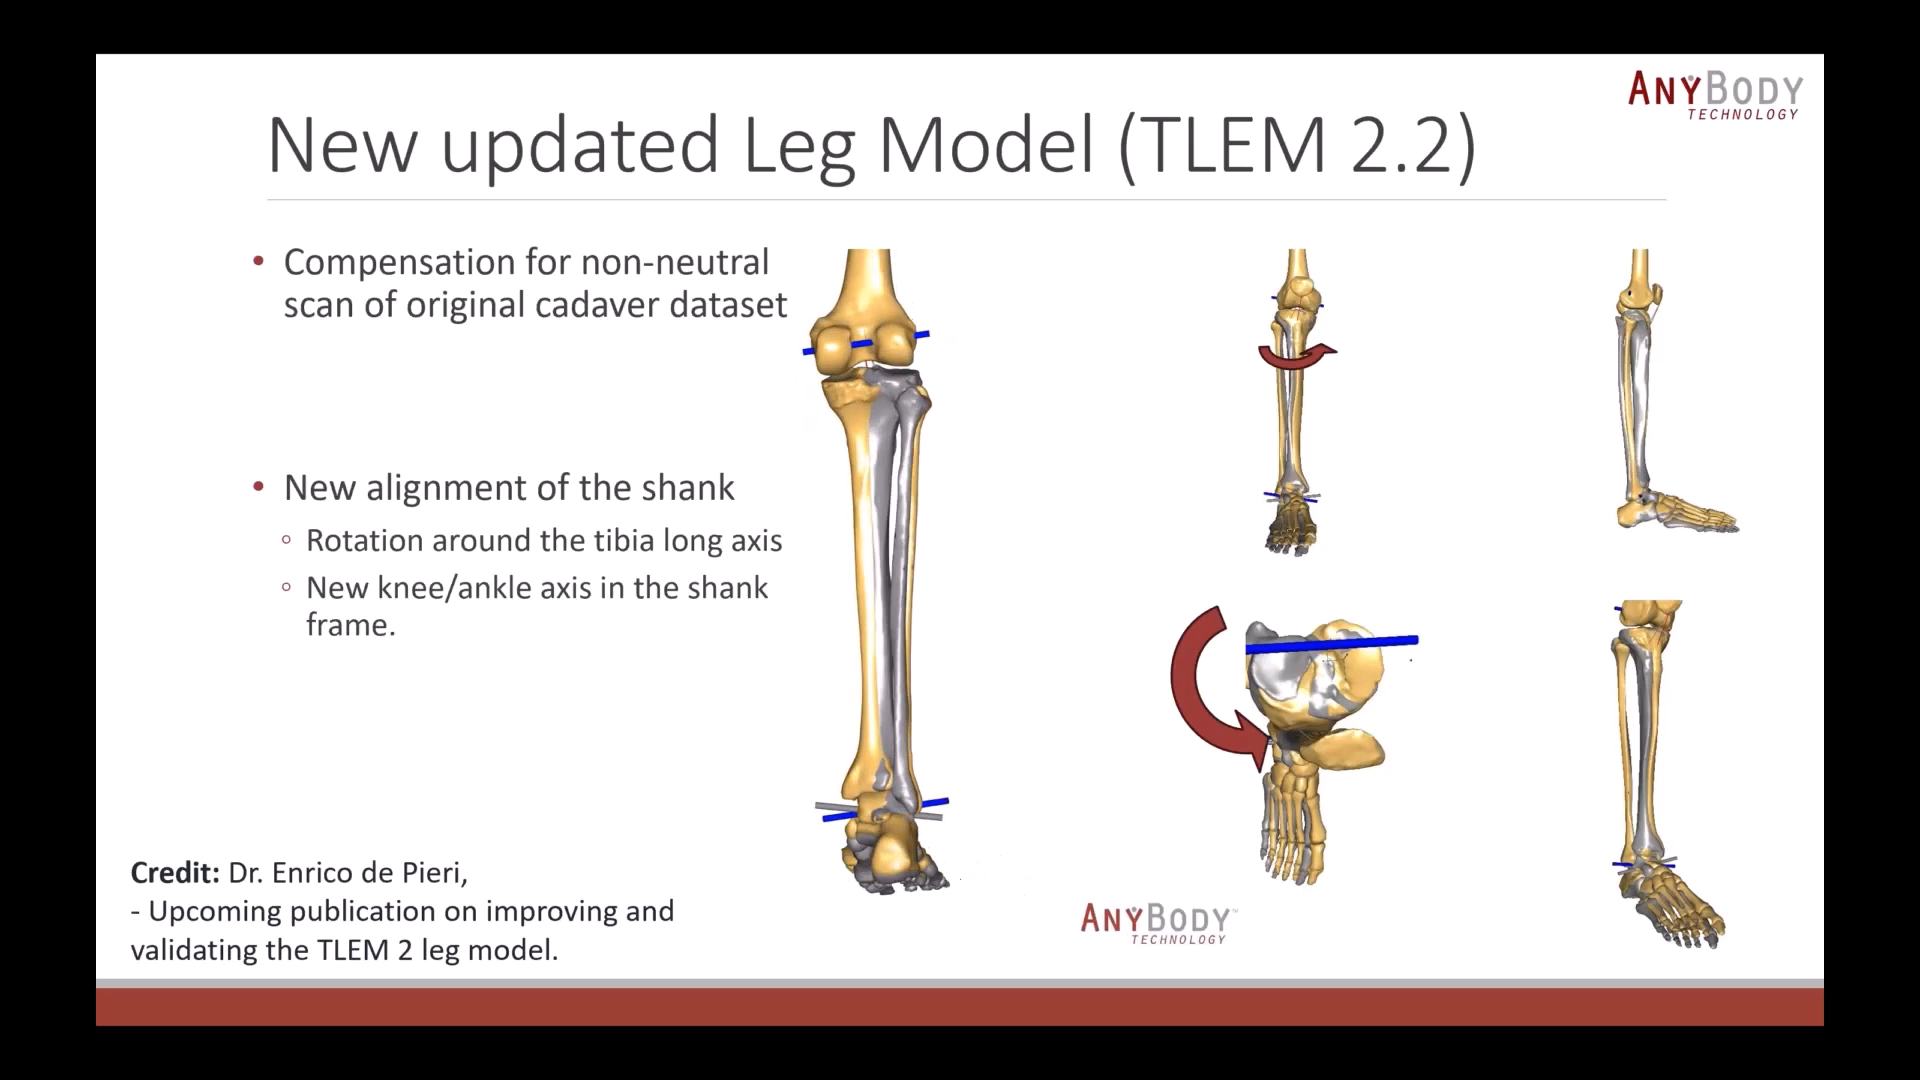 ANYBODY
TECHNOLOGY
New updated Leg Model (TLEM 2.2)
• Compensation for non-neutral
scan of original cadaver dataset
• New alignment of the shank
◦ Rotation around the tibia long axis
◦ New knee/ankle axis in the shank
frame.
Credit: Dr. Enrico de Pieri,
- Upcoming publication on improving and
validating the TLEM 2 leg model.
ANYBODY™
TECHNOLOGY